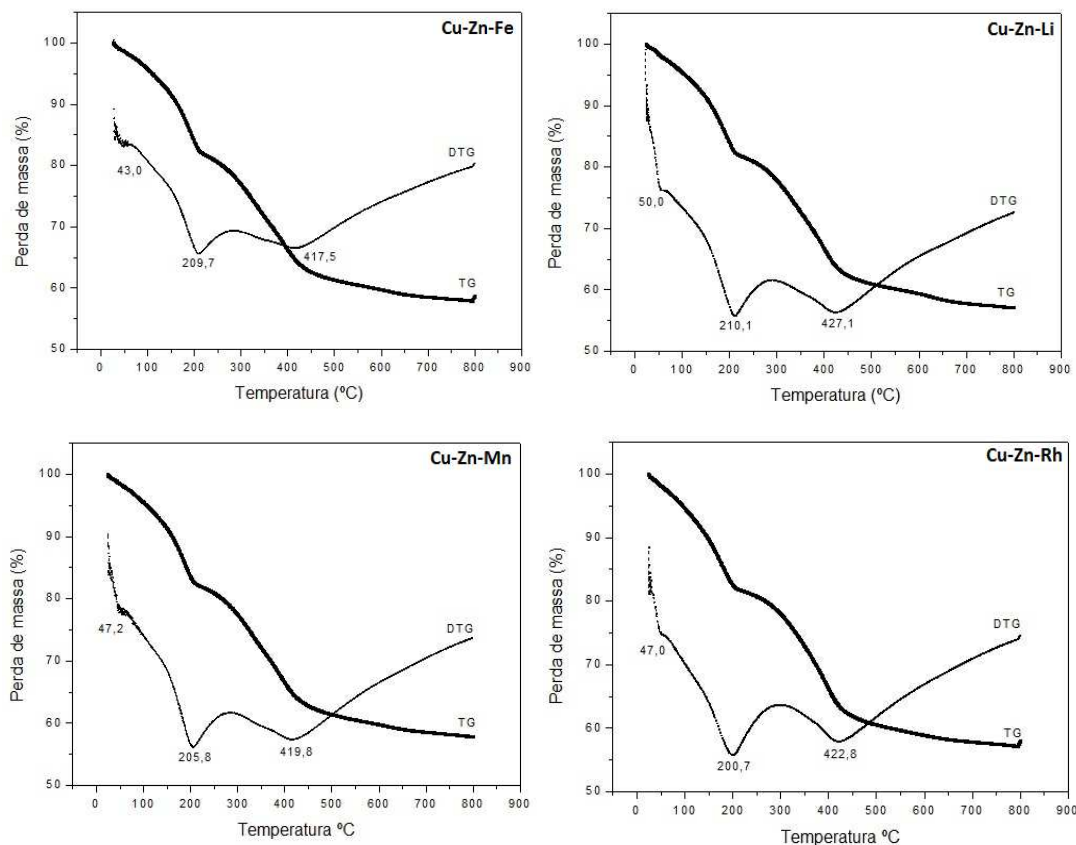 Cu-Zn-Fe
100
90
80
70
60
50
Perda de massa (%)
43,0
209,7
417,5
DTG
TG
0 100 200 300 400 500 600 700 800 900
Temperatura (ºC)
Cu-Zn-Li
100
90
80
70
60
50
Perda de massa (%)
50,0
210,1
427,1
DTG
TG
0 100 200 300 400 500 600 700 800 900
Temperatura (ºC)
Cu-Zn-Mn
100
90
80
70
60
50
Perda de massa (%)
47,2
205,8
419,8
DTG
TG
0 100 200 300 400 500 600 700 800 900
Temperatura ºC
Cu-Zn-Rh
100
90
80
70
60
50
Perda de massa (%)
47,0
200,7
422,8
DTG
TG
0 100 200 300 400 500 600 700 800 900
Temperatura ºC